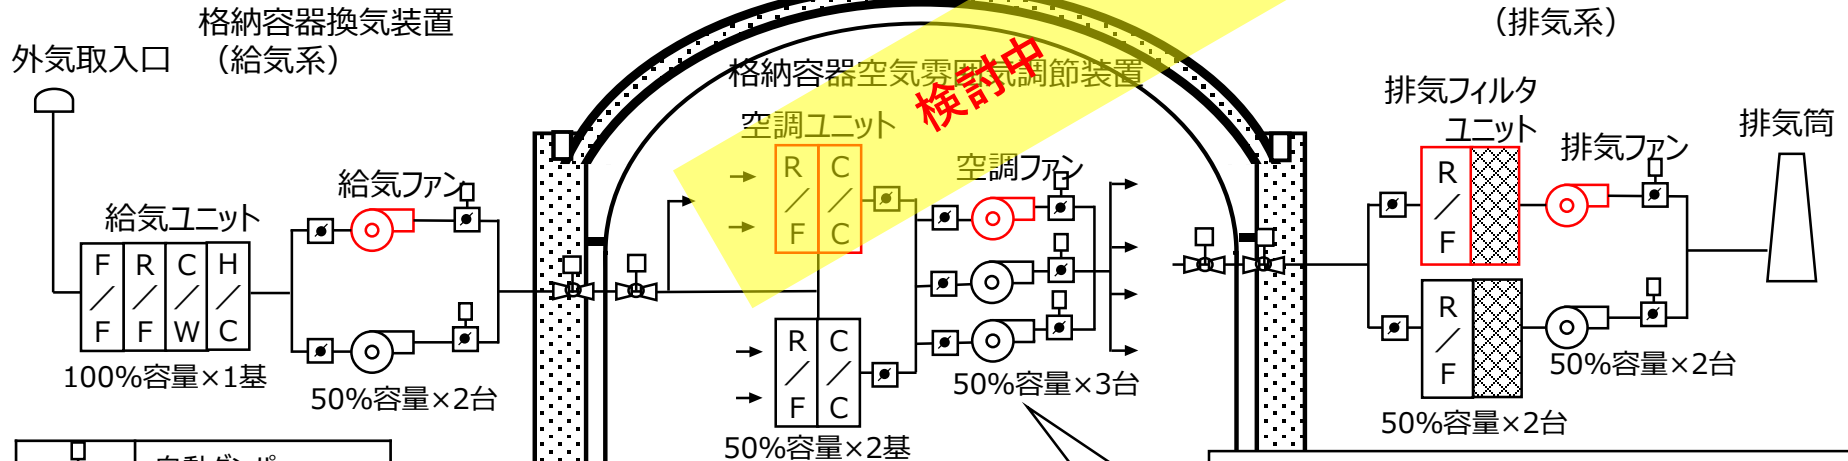 格納容器換気装置
（給気系）
外気取入口
給気ユニット
F／F
R／F
C／W
H／C
100%容量×1基
給気ファン
50%容量×2台
格納容器空気雰囲気調節装置
検討中
空調ユニット
R／F
C／C
R／F
C／C
50%容量×2基
空調ファン
50%容量×3台
（排気系）
排気フィルタ
ユニット
R／F
R／F
50%容量×2台
排気ファン
50%容量×2台
排気筒
自動ダンパ